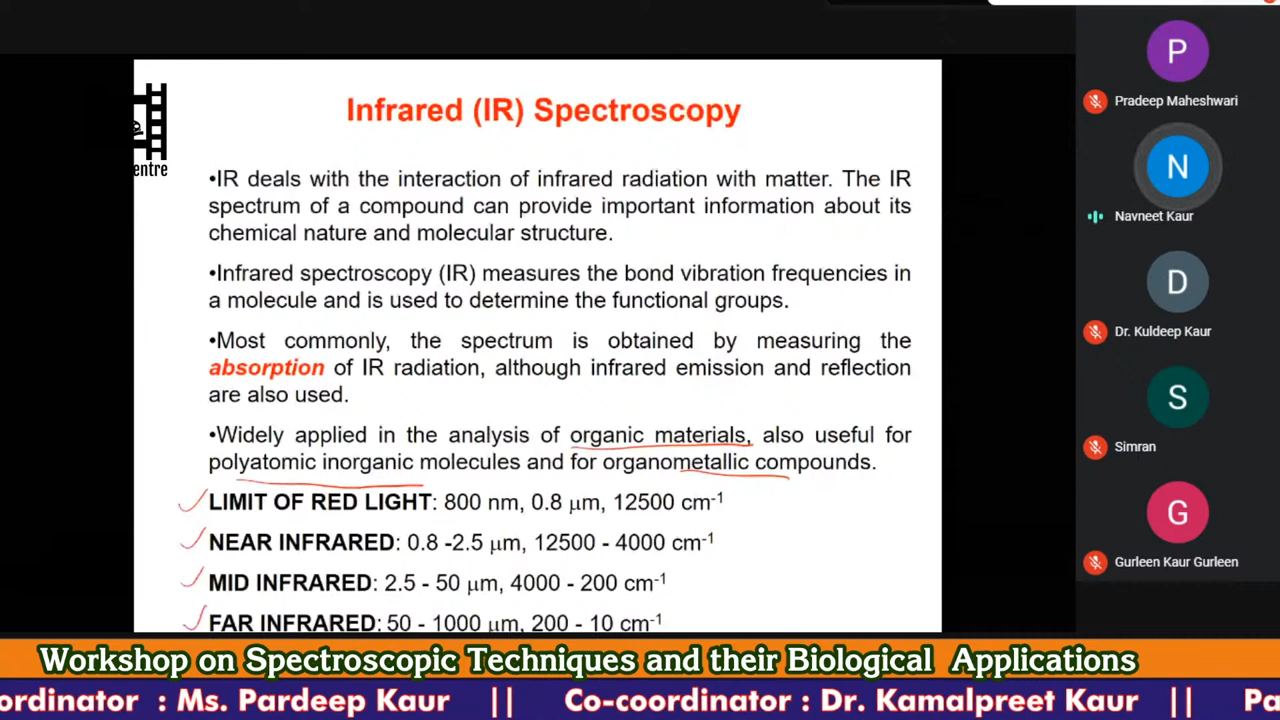 Infrared (IR) Spectroscopy
entre
•IR deals with the interaction of infrared radiation with matter. The IR
spectrum of a compound can provide important information about its
chemical nature and molecular structure.
•Infrared spectroscopy (IR) measures the bond vibration frequencies in
a molecule and is used to determine the functional groups.
•Most commonly, the spectrum is obtained by measuring the
absorption of IR radiation, although infrared emission and reflection
are also used.
•Widely applied in the analysis of organic materials, also useful for
polyatomic inorganic molecules and for organometallic compounds.
LIMIT OF RED LIGHT: 800 nm, 0.8 μm, 12500 cm⁻¹
NEAR INFRARED: 0.8 -2.5 μm, 12500 - 4000 cm⁻¹
MID INFRARED: 2.5 - 50 μm, 4000 - 200 cm⁻¹
FAR INFRARED: 50 - 1000 μm, 200 - 10 cm⁻¹
P
Pradeep Maheshwari
N
Navneet Kaur
D
Dr. Kuldeep Kaur
S
Simran
G
Gurleen Kaur Gurleen
Workshop on Spectroscopic Techniques and their Biological Applications
ordinator : Ms. Pardeep Kaur || Co-coordinator : Dr. Kamalpreet Kaur || Pa